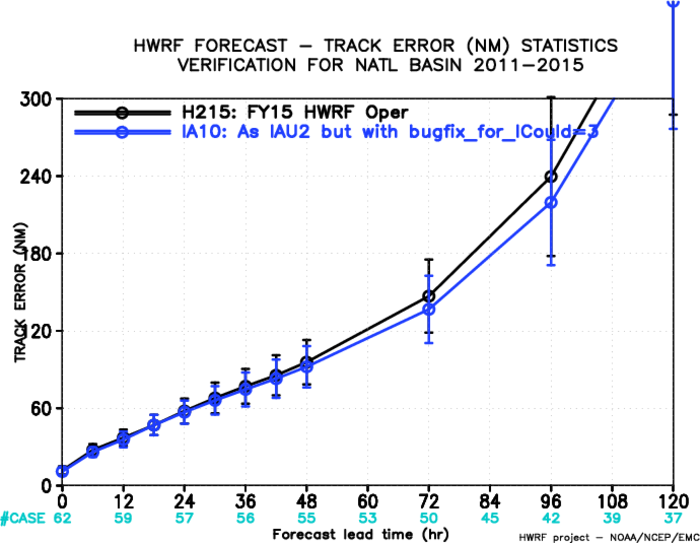 HWRF FORECAST – TRACK ERROR (NM) STATISTICS
VERIFICATION FOR NATL BASIN 2011–2015
H215: FY15 HWRF Oper
IA10: As IAU2 but with bugfix_for_ICould=3
TRACK ERROR (NM)
300
240
180
120
60
0
0 12 24 36 48 60 72 84 96 108 120
#CASE 62 59 57 56 55 53 50 45 42 39 37
Forecast lead time (hr)
HWRF project – NOAA/NCEP/EMC